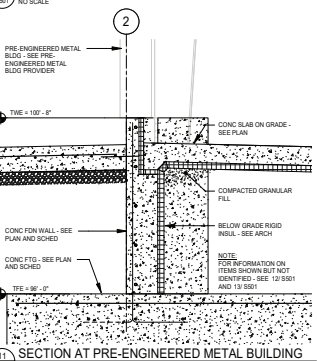 NO SCALE
2
PRE-ENGINEERED METAL
BLDG - SEE PRE-
ENGINEERED METAL
BLDG PROVIDER
TWE = 100' - 8"
CONC SLAB ON GRADE -
SEE PLAN
COMPACTED GRANULAR
FILL
CONC FDN WALL - SEE
PLAN AND SCHED
BELOW GRADE RIGID
INSUL - SEE ARCH
NOTE:
FOR INFORMATION ON
ITEMS SHOWN BUT NOT
IDENTIFIED - SEE 12/ S501
AND 13/ S501
CONC FTG - SEE PLAN
AND SCHED
TFE = 96' - 0"
11
SECTION AT PRE-ENGINEERED METAL BUILDING